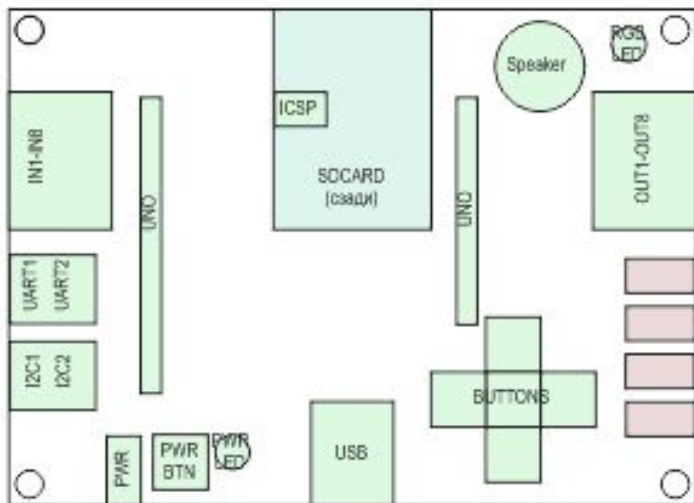 RGB
LED
Speaker
ICSP
IN1-IN8
OUT1-OUT8
SDCARD
(сзади)
UNO
UNO
UART1
UART2
I2C1
I2C2
BUTTONS
PWR
LED
PWR
BTN
USB
PWR